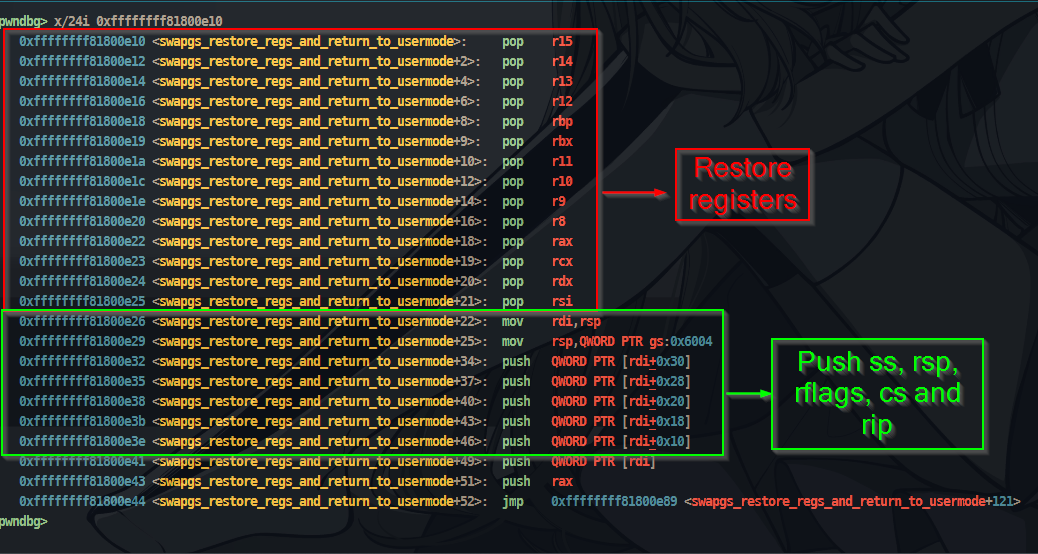 pwndbg> x/24i 0xffffffff81800e10
0xffffffff81800e10 <swapgs_restore_regs_and_return_to_usermode>: pop r15
0xffffffff81800e12 <swapgs_restore_regs_and_return_to_usermode+2>: pop r14
0xffffffff81800e14 <swapgs_restore_regs_and_return_to_usermode+4>: pop r13
0xffffffff81800e16 <swapgs_restore_regs_and_return_to_usermode+6>: pop r12
0xffffffff81800e18 <swapgs_restore_regs_and_return_to_usermode+8>: pop rbp
0xffffffff81800e19 <swapgs_restore_regs_and_return_to_usermode+9>: pop rbx
0xffffffff81800e1a <swapgs_restore_regs_and_return_to_usermode+10>: pop r11
0xffffffff81800e1c <swapgs_restore_regs_and_return_to_usermode+12>: pop r10
0xffffffff81800e1e <swapgs_restore_regs_and_return_to_usermode+14>: pop r9
0xffffffff81800e20 <swapgs_restore_regs_and_return_to_usermode+16>: pop r8
0xffffffff81800e22 <swapgs_restore_regs_and_return_to_usermode+18>: pop rax
0xffffffff81800e23 <swapgs_restore_regs_and_return_to_usermode+19>: pop rcx
0xffffffff81800e24 <swapgs_restore_regs_and_return_to_usermode+20>: pop rdx
0xffffffff81800e25 <swapgs_restore_regs_and_return_to_usermode+21>: pop rsi
Restore
registers
0xffffffff81800e26 <swapgs_restore_regs_and_return_to_usermode+22>: mov rdi,rsp
0xffffffff81800e29 <swapgs_restore_regs_and_return_to_usermode+25>: mov rsp,QWORD PTR gs:0x6004
0xffffffff81800e32 <swapgs_restore_regs_and_return_to_usermode+34>: push QWORD PTR [rdi+0x30]
0xffffffff81800e35 <swapgs_restore_regs_and_return_to_usermode+37>: push QWORD PTR [rdi+0x28]
0xffffffff81800e38 <swapgs_restore_regs_and_return_to_usermode+40>: push QWORD PTR [rdi+0x20]
0xffffffff81800e3b <swapgs_restore_regs_and_return_to_usermode+43>: push QWORD PTR [rdi+0x18]
0xffffffff81800e3e <swapgs_restore_regs_and_return_to_usermode+46>: push QWORD PTR [rdi+0x10]
Push ss, rsp,
rflags, cs and
rip
0xffffffff81800e41 <swapgs_restore_regs_and_return_to_usermode+49>: push QWORD PTR [rdi]
0xffffffff81800e43 <swapgs_restore_regs_and_return_to_usermode+51>: push rax
0xffffffff81800e44 <swapgs_restore_regs_and_return_to_usermode+52>: jmp 0xffffffff81800e89 <swapgs_restore_regs_and_return_to_usermode+121>
pwndbg>